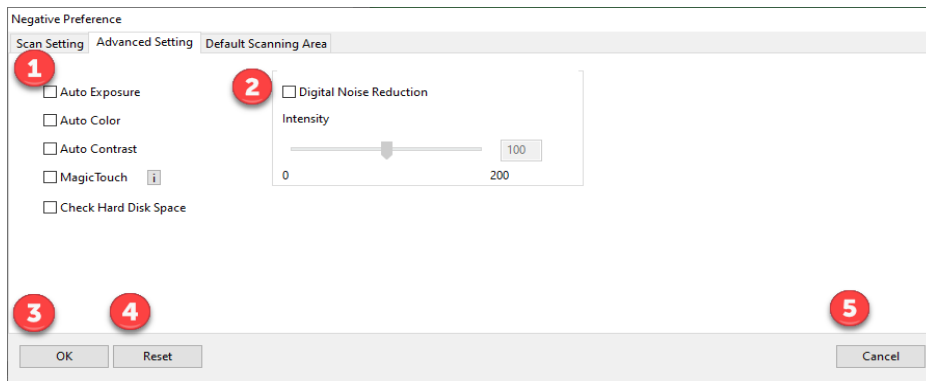 Negative Preference
Scan Setting Advanced Setting Default Scanning Area
1
2
Auto Exposure
Digital Noise Reduction
Auto Color
Intensity
Auto Contrast
100
MagicTouch i
0 200
Check Hard Disk Space
3
4
5
OK Reset Cancel